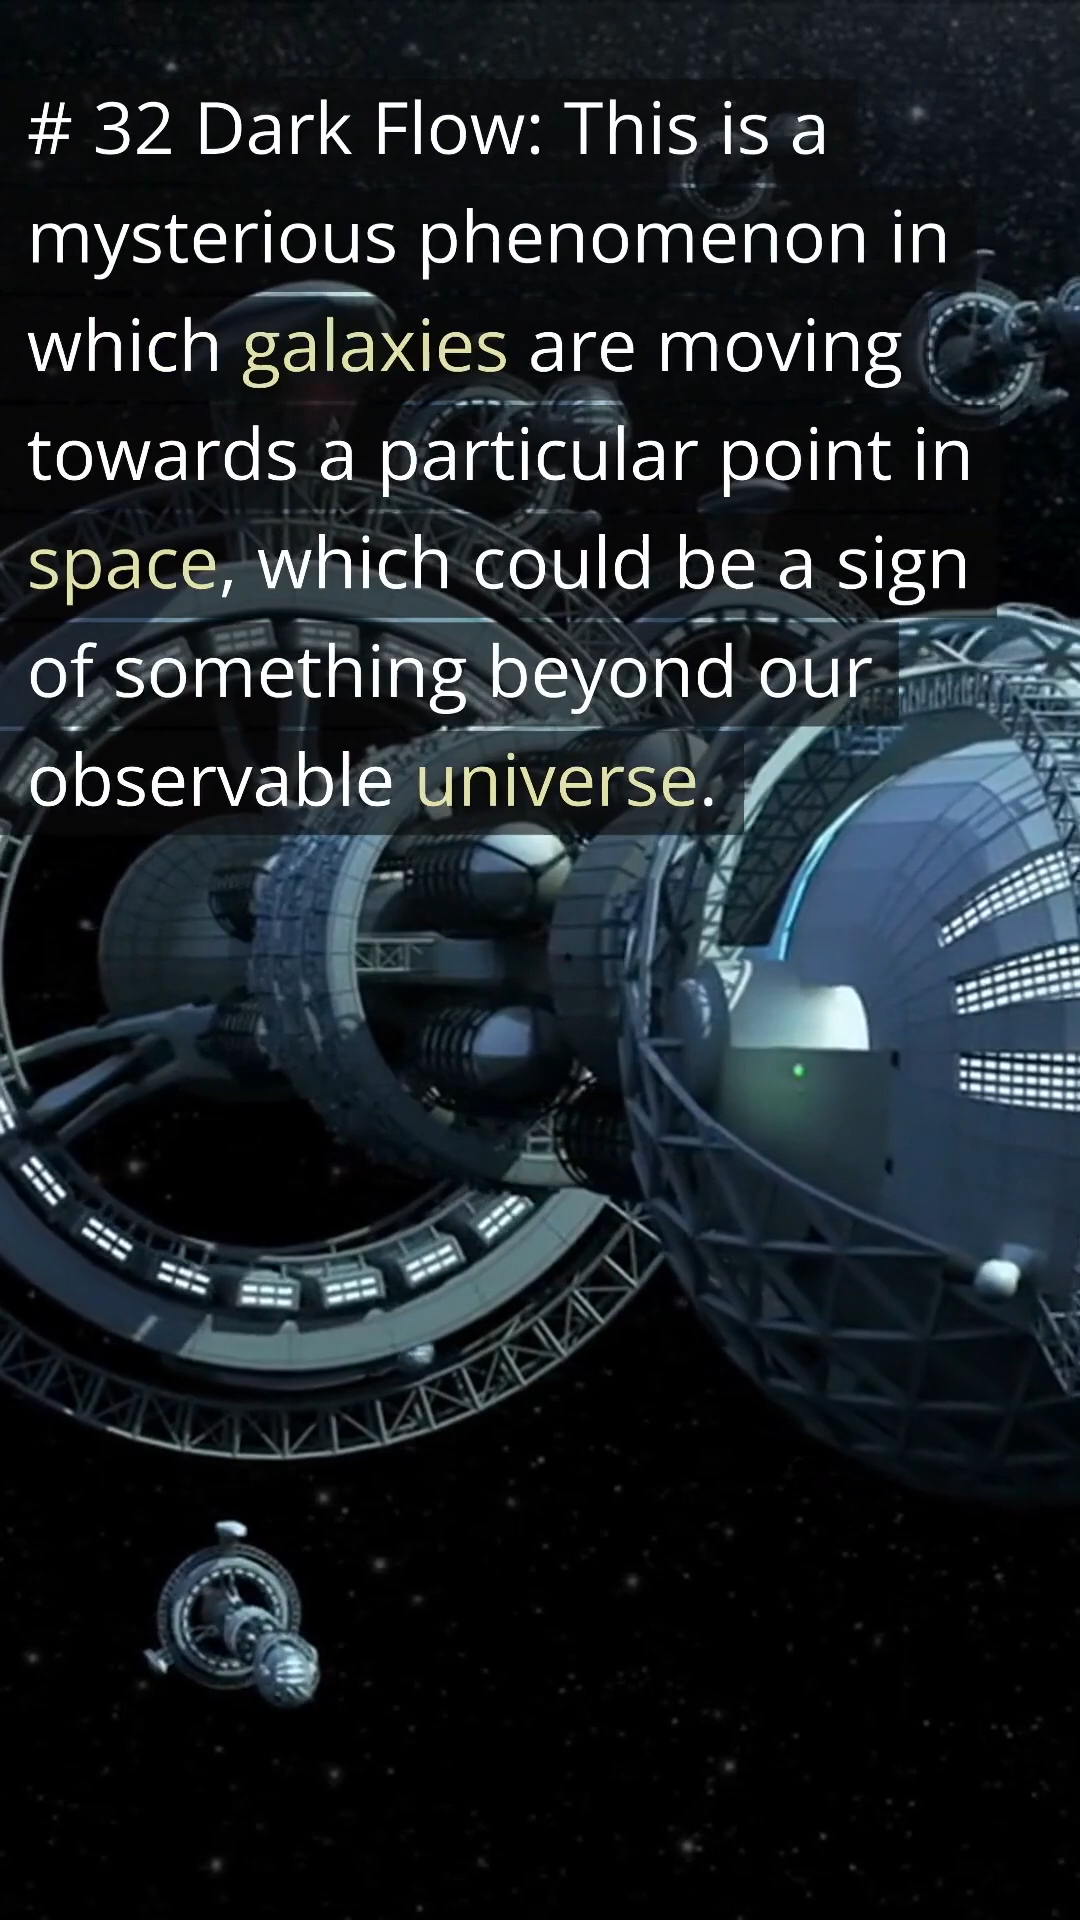 # 32 Dark Flow: This is a
mysterious phenomenon in
which galaxies are moving
towards a particular point in
space, which could be a sign
of something beyond our
observable universe.